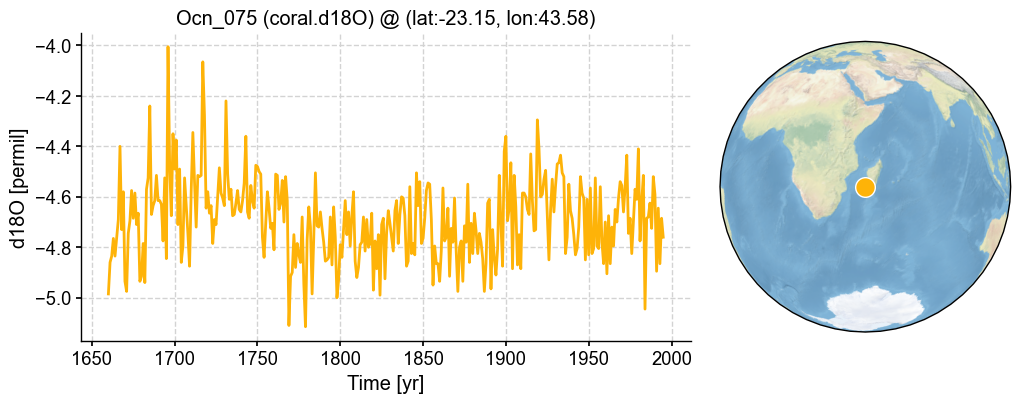 Ocn_075 (coral.d18O) @ (lat:-23.15, lon:43.58)
d18O [permil]
−4.0
−4.2
−4.4
−4.6
−4.8
−5.0
1650 1700 1750 1800 1850 1900 1950 2000
Time [yr]